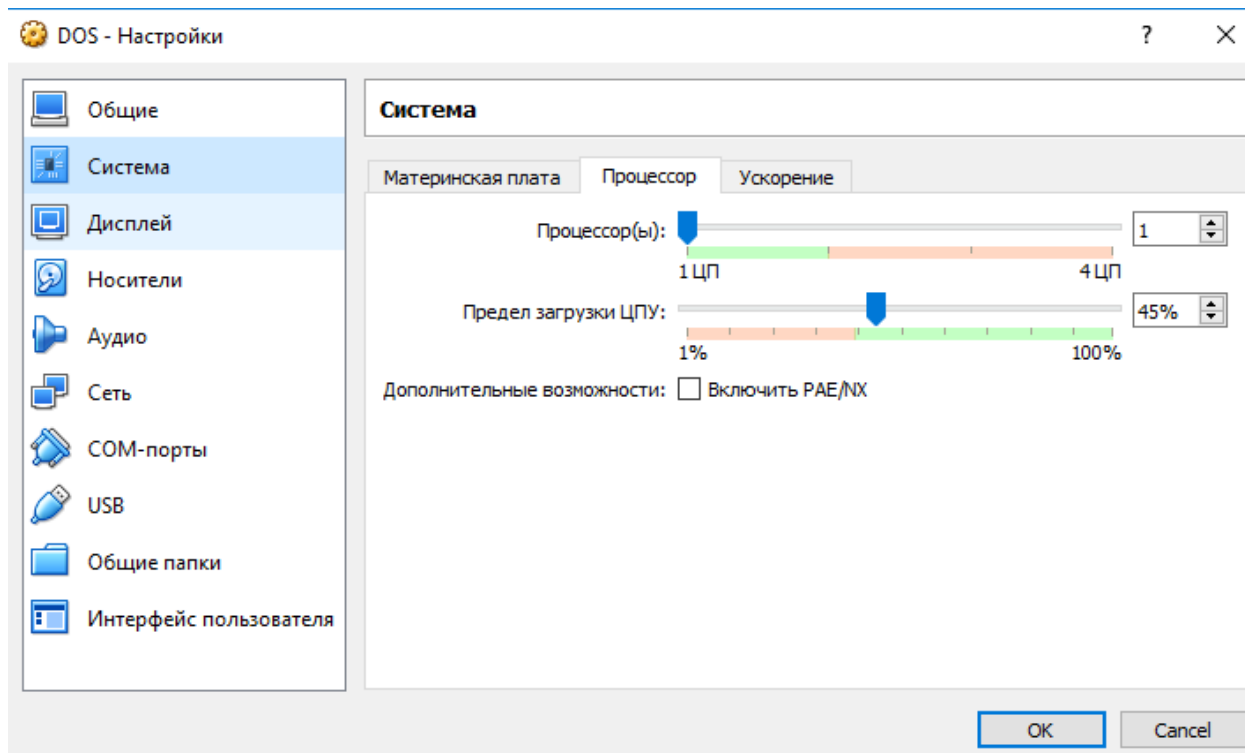 DOS - Настройки
?
Общие
Система
Дисплей
Носители
Аудио
Сеть
COM-порты
USB
Общие папки
Интерфейс пользователя
Система
Материнская плата Процессор Ускорение
Процессор(ы): 1
1 ЦП 4 ЦП
Предел загрузки ЦПУ: 45%
1% 100%
Дополнительные возможности: Включить PAE/NX
OK Cancel